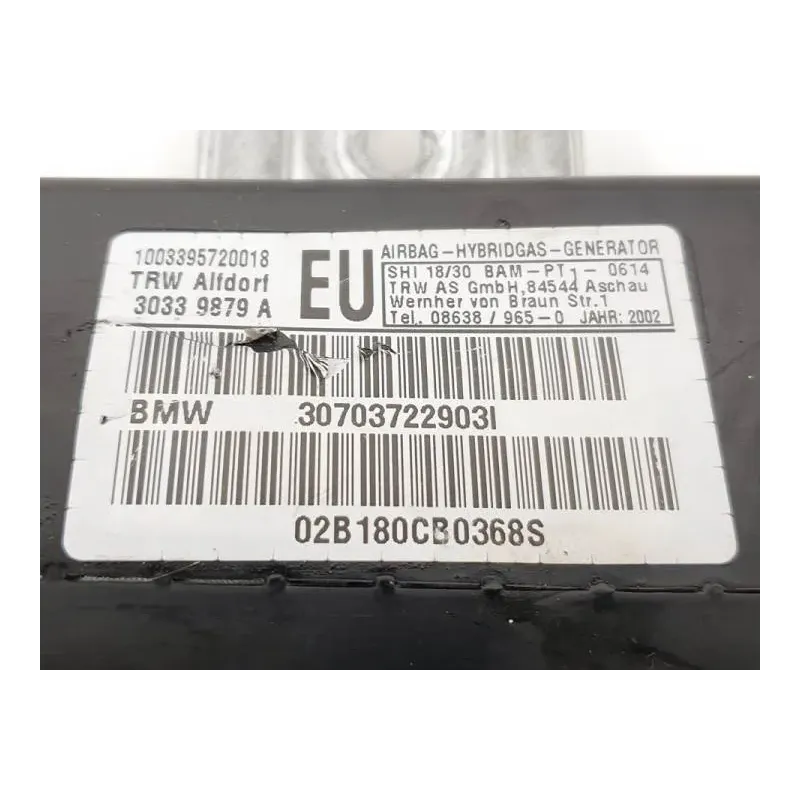 1003395720018
TRW Alfdorf
3033 9879 A
EU
AIRBAG-HYBRIDGAS-GENERATOR
SHI 18/30 BAM-PT1-0614
TRW AS GmbH,84544 Aschau
Wernher von Braun Str.1
Tel. 08638 / 965-0 JAHR: 2002
BMW 30703722903I
02B180CB0368S